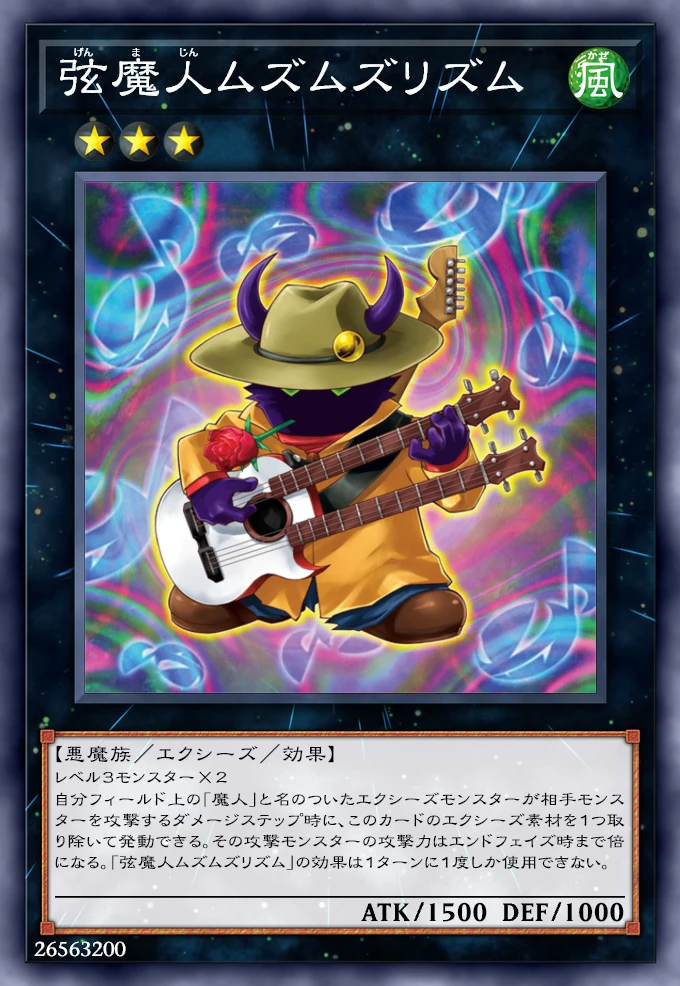 弦魔人ムズムズリズム
げん ま じん
風
かぜ
【悪魔族／エクシーズ／効果】
レベル3モンスター×2
自分フィールド上の「魔人」と名のついたエクシーズモンスターが相手モンス
ターを攻撃するダメージステップ時に、このカードのエクシーズ素材を1つ取
り除いて発動できる。その攻撃モンスターの攻撃力はエンドフェイズ時まで倍
になる。「弦魔人ムズムズリズム」の効果は1ターンに1度しか使用できない。
ATK/1500 DEF/1000
26563200